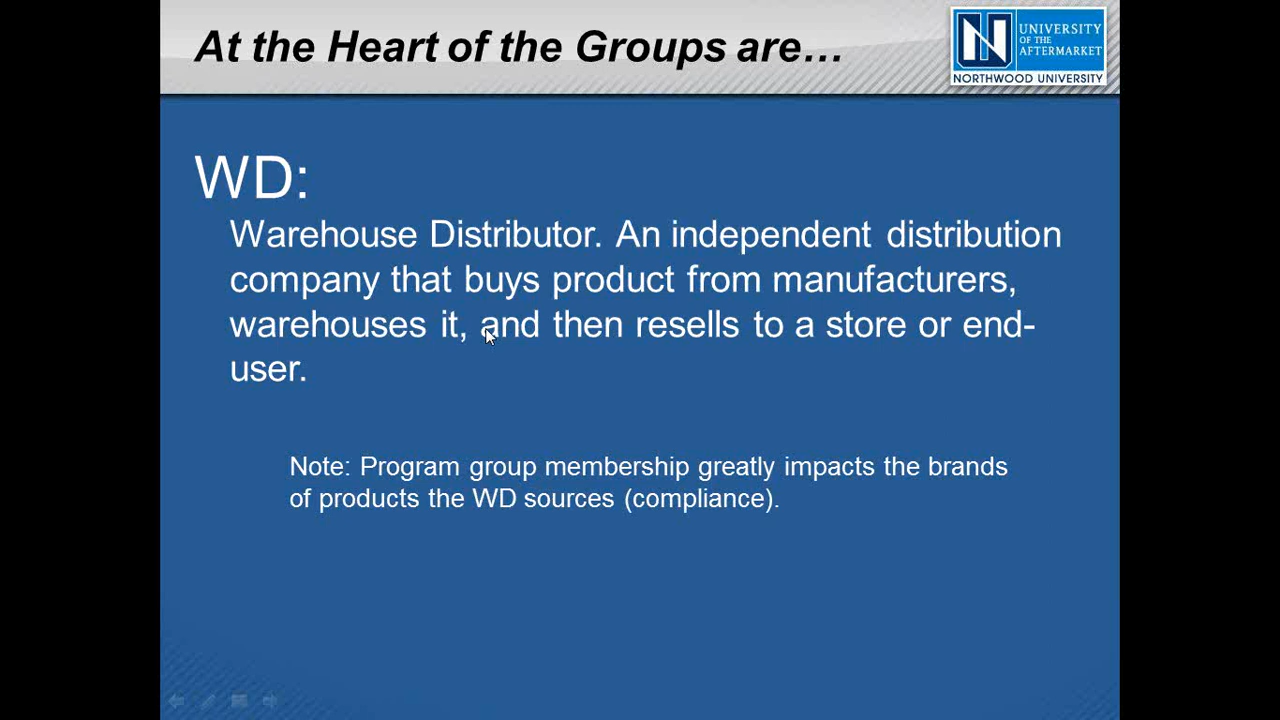 At the Heart of the Groups are…
N UNIVERSITY
OF THE
AFTERMARKET
NORTHWOOD UNIVERSITY
WD:
Warehouse Distributor. An independent distribution
company that buys product from manufacturers,
warehouses it, and then resells to a store or end-
user.
Note: Program group membership greatly impacts the brands
of products the WD sources (compliance).